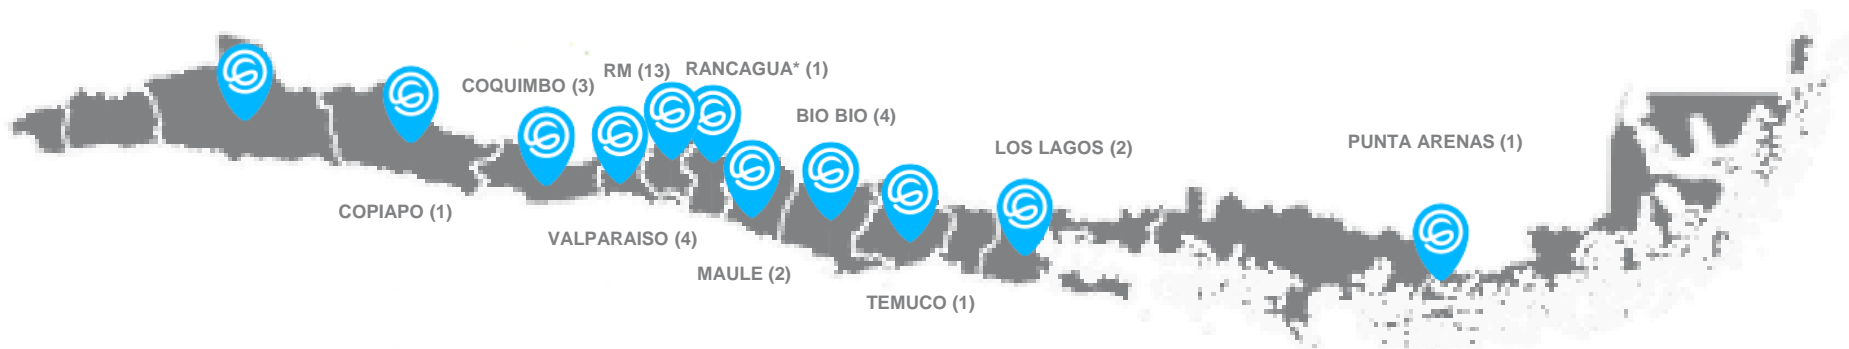 COPIAPO (1)
COQUIMBO (3)
VALPARAISO (4)
RM (13)
RANCAGUA* (1)
MAULE (2)
BIO BIO (4)
TEMUCO (1)
LOS LAGOS (2)
PUNTA ARENAS (1)